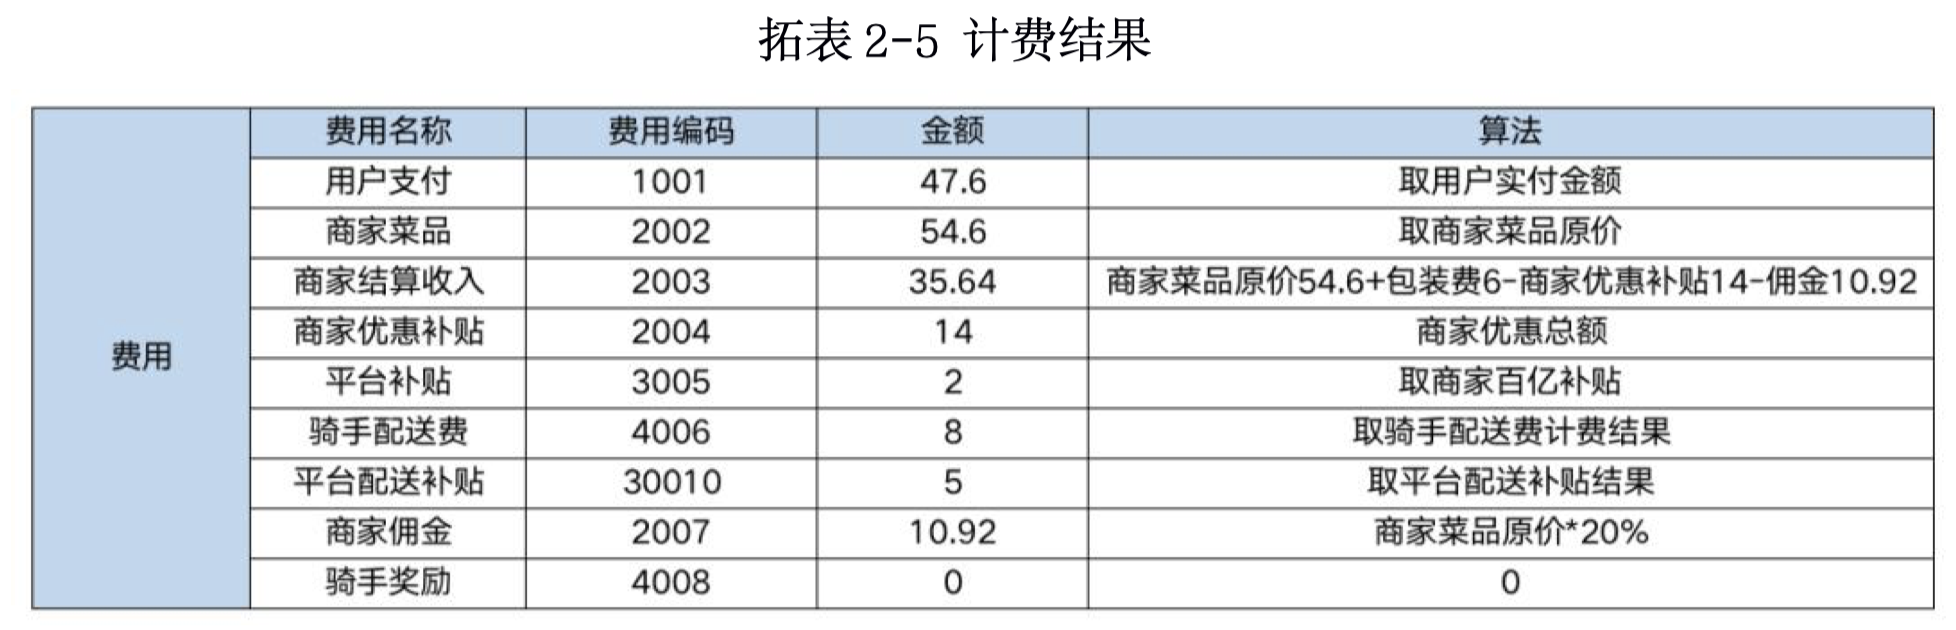 拓表 2-5 计费结果
费用名称 费用编码 金额 算法
用户支付 1001 47.6 取用户实付金额
商家菜品 2002 54.6 取商家菜品原价
商家结算收入 2003 35.64 商家菜品原价54.6+包装费6-商家优惠补贴14-佣金10.92
商家优惠补贴 2004 14 商家优惠总额
费用
平台补贴 3005 2 取商家百亿补贴
骑手配送费 4006 8 取骑手配送费计费结果
平台配送补贴 30010 5 取平台配送补贴结果
商家佣金 2007 10.92 商家菜品原价*20%
骑手奖励 4008 0 0